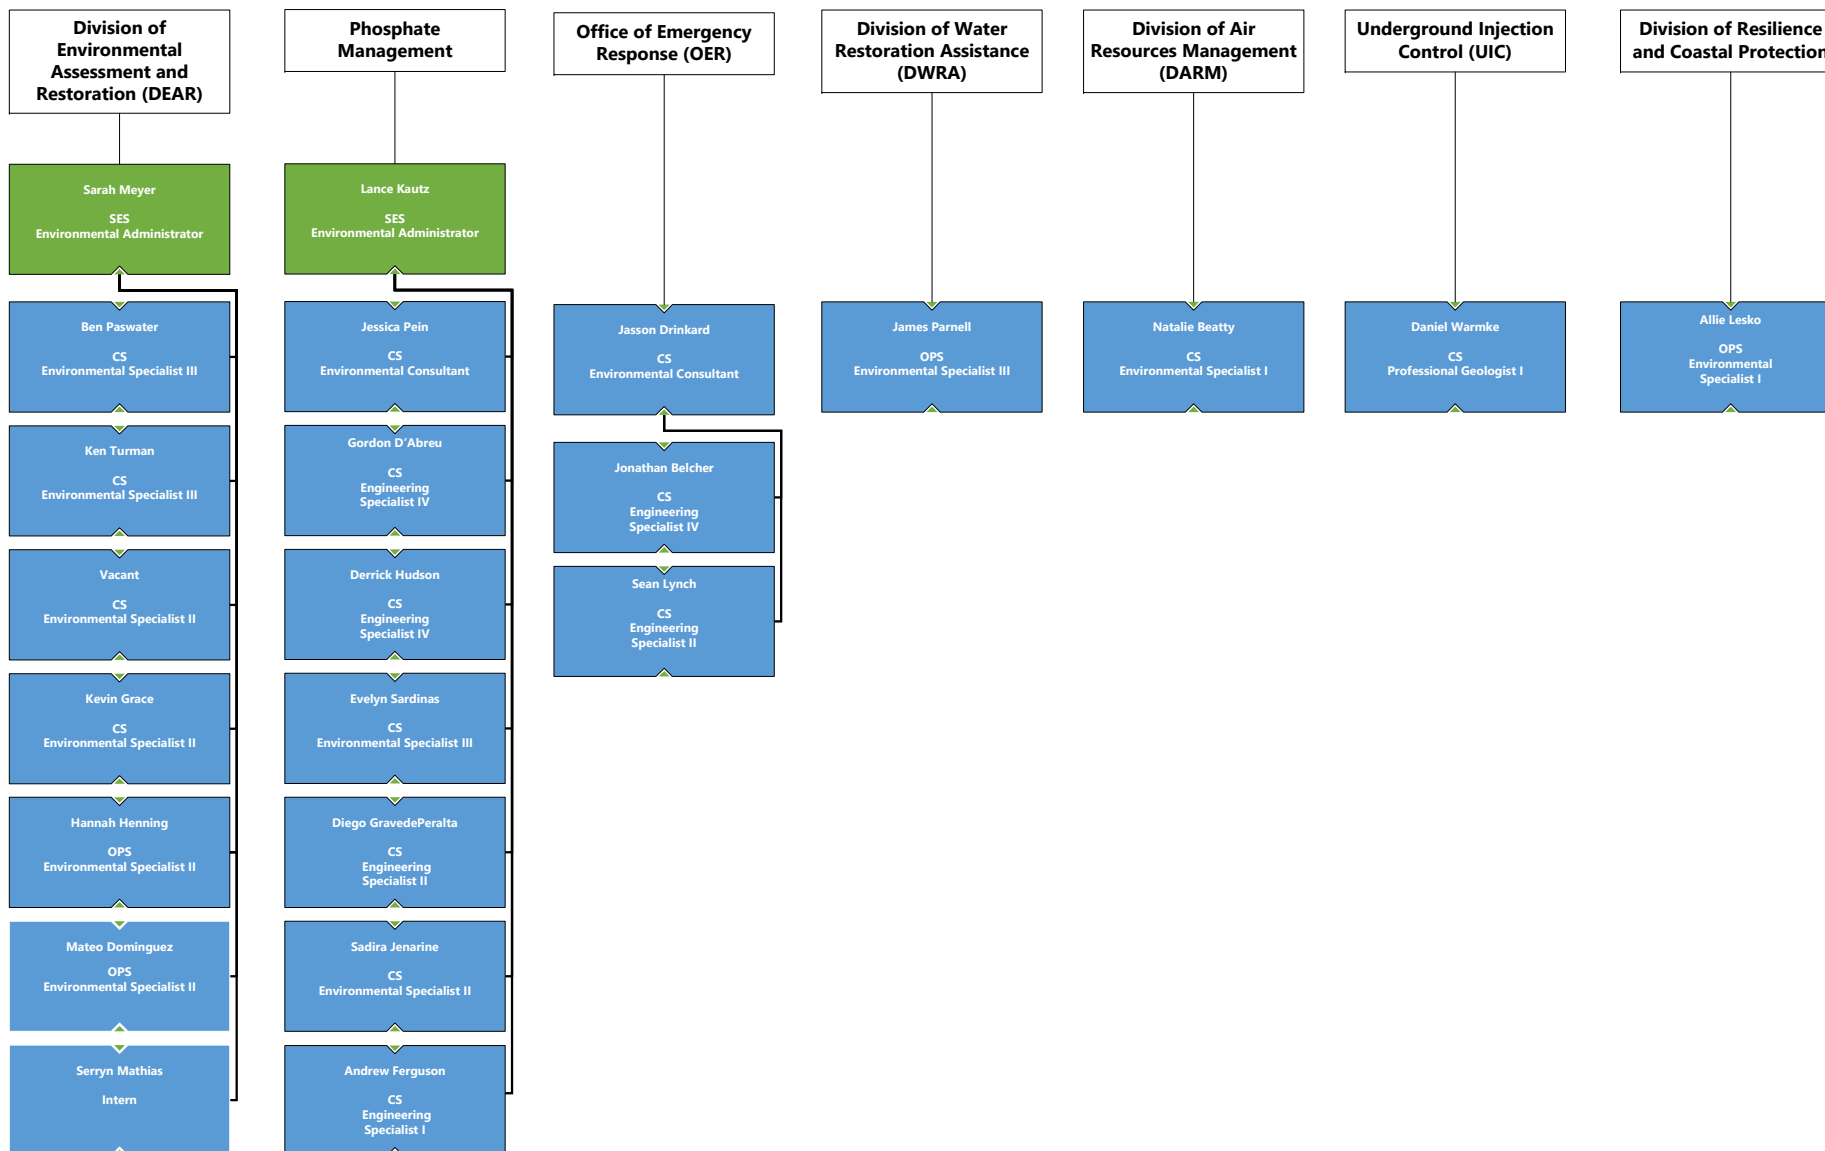 Division of
Environmental
Assessment and
Restoration (DEAR)
Sarah Meyer
SES
Environmental Administrator
Ben Paswater
CS
Environmental Specialist III
Ken Turman
CS
Environmental Specialist III
Vacant
CS
Environmental Specialist II
Kevin Grace
CS
Environmental Specialist II
Hannah Henning
OPS
Environmental Specialist II
Mateo Dominguez
OPS
Environmental Specialist II
Serryn Mathias
Intern
Phosphate
Management
Lance Kautz
SES
Environmental Administrator
Jessica Pein
CS
Environmental Consultant
Gordon D'Abreu
CS
Engineering
Specialist IV
Derrick Hudson
CS
Engineering
Specialist IV
Evelyn Sardinas
CS
Environmental Specialist III
Diego GravedePeralta
CS
Engineering
Specialist II
Sadira Jenarine
CS
Environmental Specialist II
Andrew Ferguson
CS
Engineering
Specialist I
Office of Emergency
Response (OER)
Jasson Drinkard
CS
Environmental Consultant
Jonathan Belcher
CS
Engineering
Specialist IV
Sean Lynch
CS
Engineering
Specialist II
Division of Water
Restoration Assistance
(DWRA)
James Parnell
OPS
Environmental Specialist III
Division of Air
Resources Management
(DARM)
Natalie Beatty
CS
Environmental Specialist I
Underground Injection
Control (UIC)
Daniel Warmke
CS
Professional Geologist I
Division of Resilience
and Coastal Protection
Allie Lesko
OPS
Environmental
Specialist I